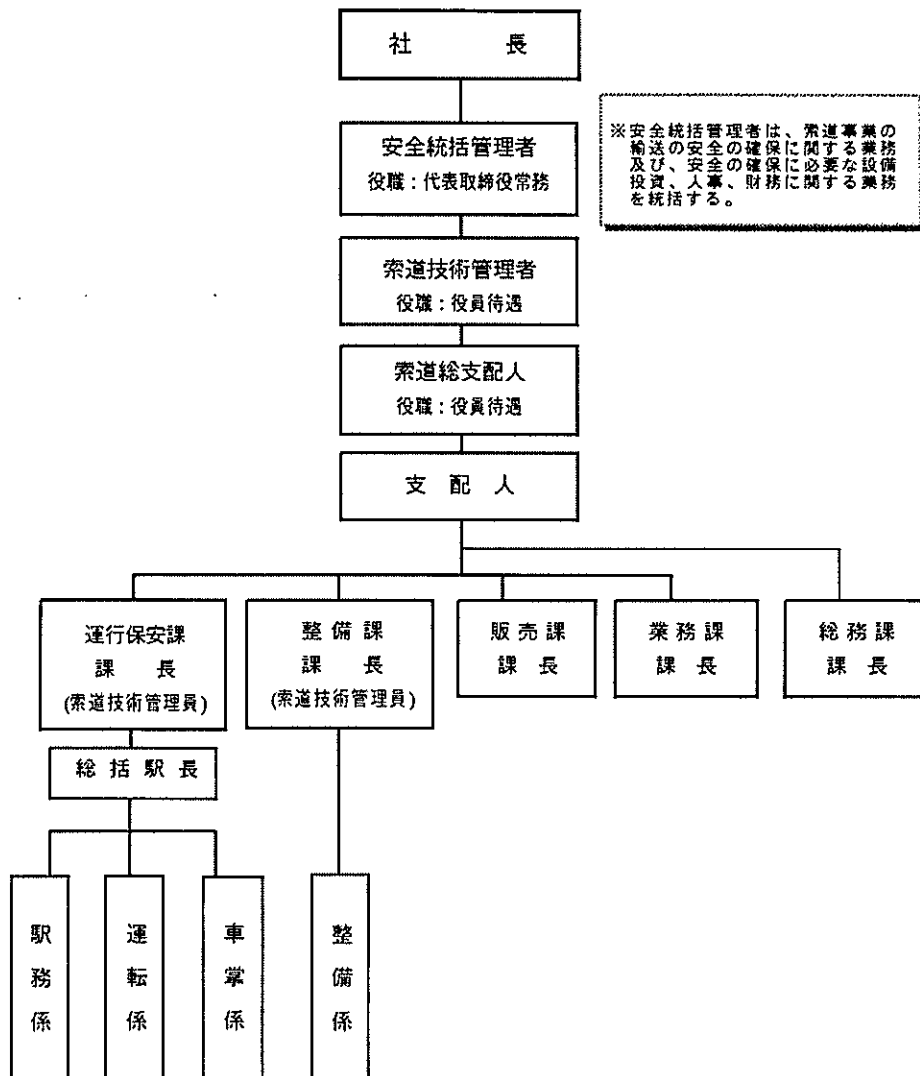 社長
安全統括管理者
役職：代表取締役常務
※安全統括管理者は、索道事業の
輸送の安全の確保に関する業務
及び、安全の確保に必要な設備
投資、人事、財務に関する業務
を統括する。
索道技術管理者
役職：役員待遇
索道総支配人
役職：役員待遇
支配人
運行保安課
課長
(索道技術管理員)
整備課
課長
(索道技術管理員)
販売課
課長
業務課
課長
総務課
課長
総括駅長
駅務係
運転係
車掌係
整備係